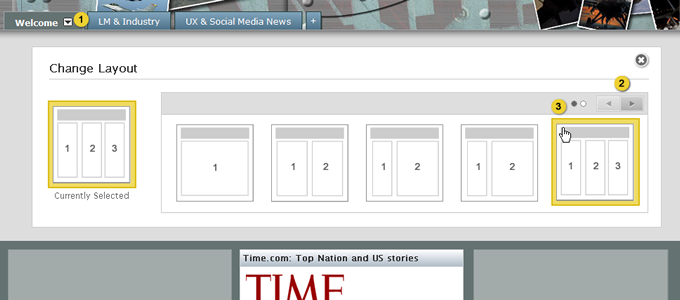 Welcome 1 LM & Industry UX & Social Media News +
Change Layout
2
3
1 2 3
1
1 2
1 2
1 2
1 2 3
Currently Selected
Time.com: Top Nation and US stories
TIME